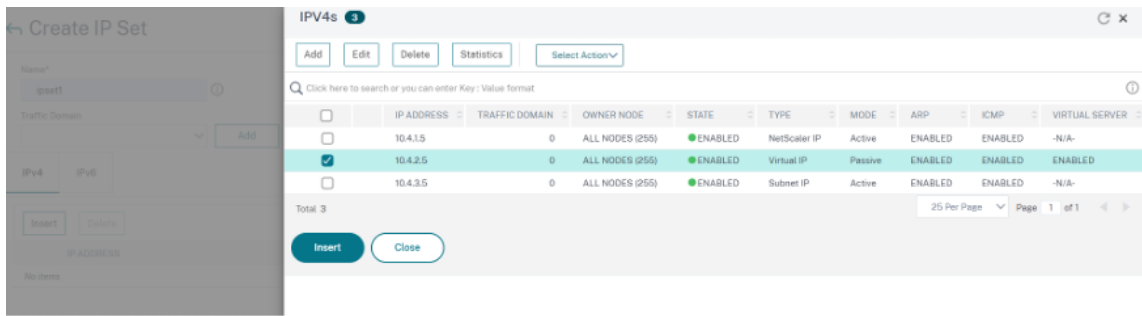 Create IP Set
Name*
ipset1
Traffic Domain
Add
IPv4 IPv6
Insert Delete
IP ADDRESS
No items
IPV4s 3
Add Edit Delete Statistics Select Action
Click here to search or you can enter Key : Value format
IP ADDRESS TRAFFIC DOMAIN OWNER NODE STATE TYPE MODE ARP ICMP VIRTUAL SERVER
10.4.1.5 0 ALL NODES (255) ENABLED NetScaler IP Active ENABLED ENABLED -N/A-
10.4.2.5 0 ALL NODES (255) ENABLED Virtual IP Passive ENABLED ENABLED ENABLED
10.4.3.5 0 ALL NODES (255) ENABLED Subnet IP Active ENABLED ENABLED -N/A-
Total 3 25 Per Page Page 1 of 1
Insert Close